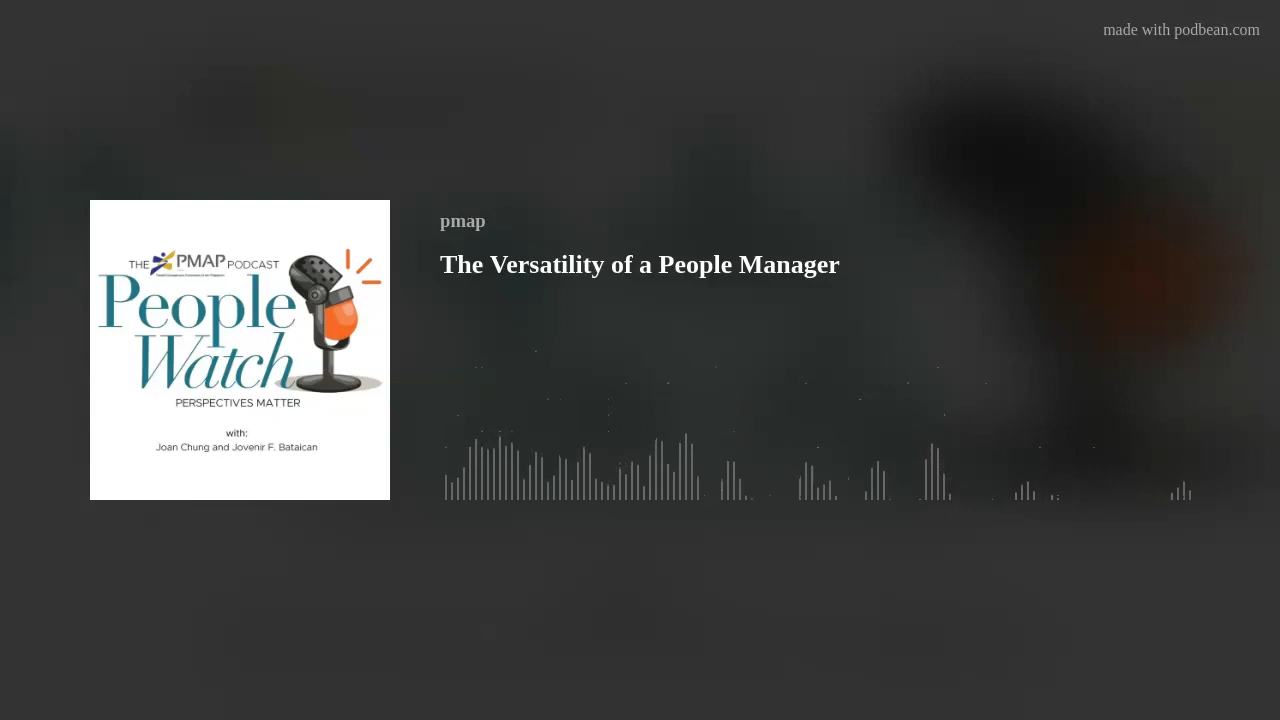 made with podbean.com
pmap
The Versatility of a People Manager
THE PMAP PODCAST
People
Watch
PERSPECTIVES MATTER
with:
Joan Chung and Jovenir F. Bataican